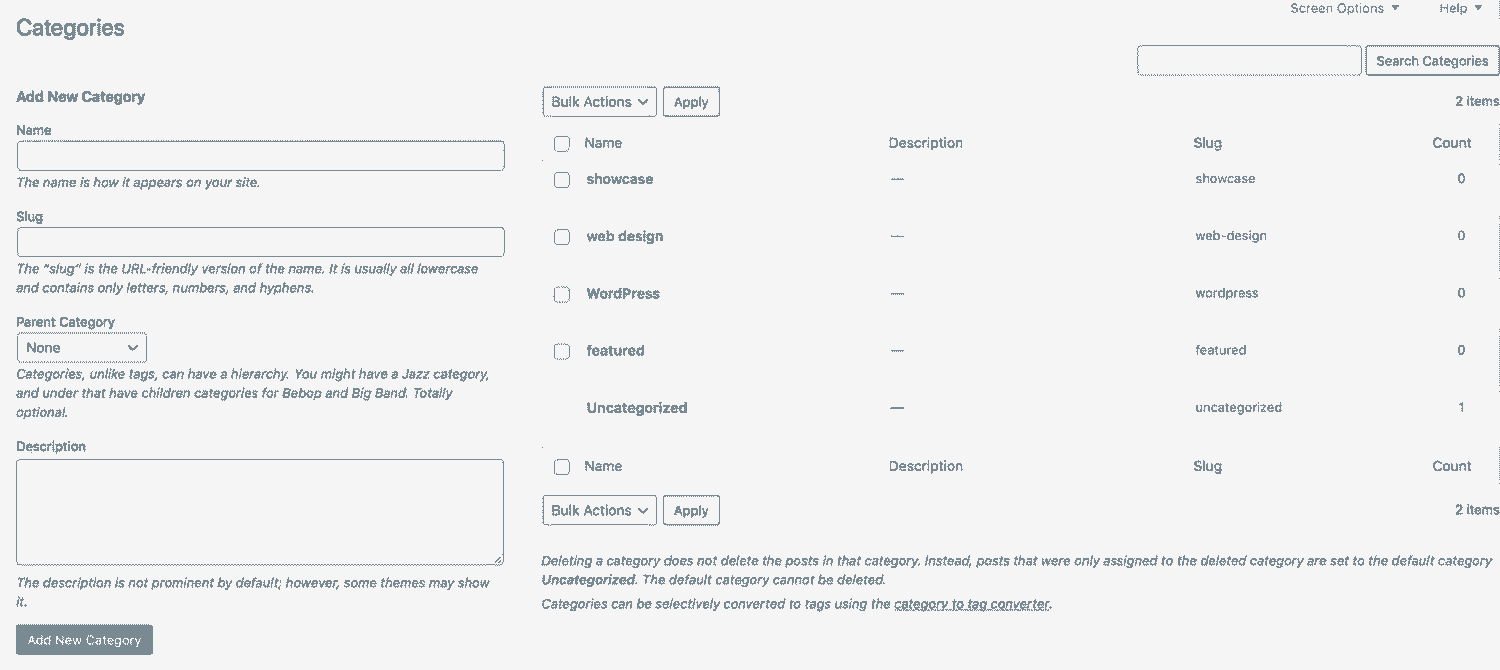 Screen Options ▼ Help ▼
Categories
Search Categories
Add New Category
Name
The name is how it appears on your site.
Slug
The “slug” is the URL-friendly version of the name. It is usually all lowercase
and contains only letters, numbers, and hyphens.
Parent Category
None
Categories, unlike tags, can have a hierarchy. You might have a Jazz category,
and under that have children categories for Bebop and Big Band. Totally
optional.
Description
The description is not prominent by default; however, some themes may show
it.
Add New Category
Bulk Actions Apply 2 items
Name Description Slug Count
showcase — showcase 0
web design — web-design 0
WordPress — wordpress 0
featured — featured 0
Uncategorized — uncategorized 1
Name Description Slug Count
Bulk Actions Apply 2 items
Deleting a category does not delete the posts in that category. Instead, posts that were only assigned to the deleted category are set to the default category
Uncategorized. The default category cannot be deleted.
Categories can be selectively converted to tags using the category to tag converter.